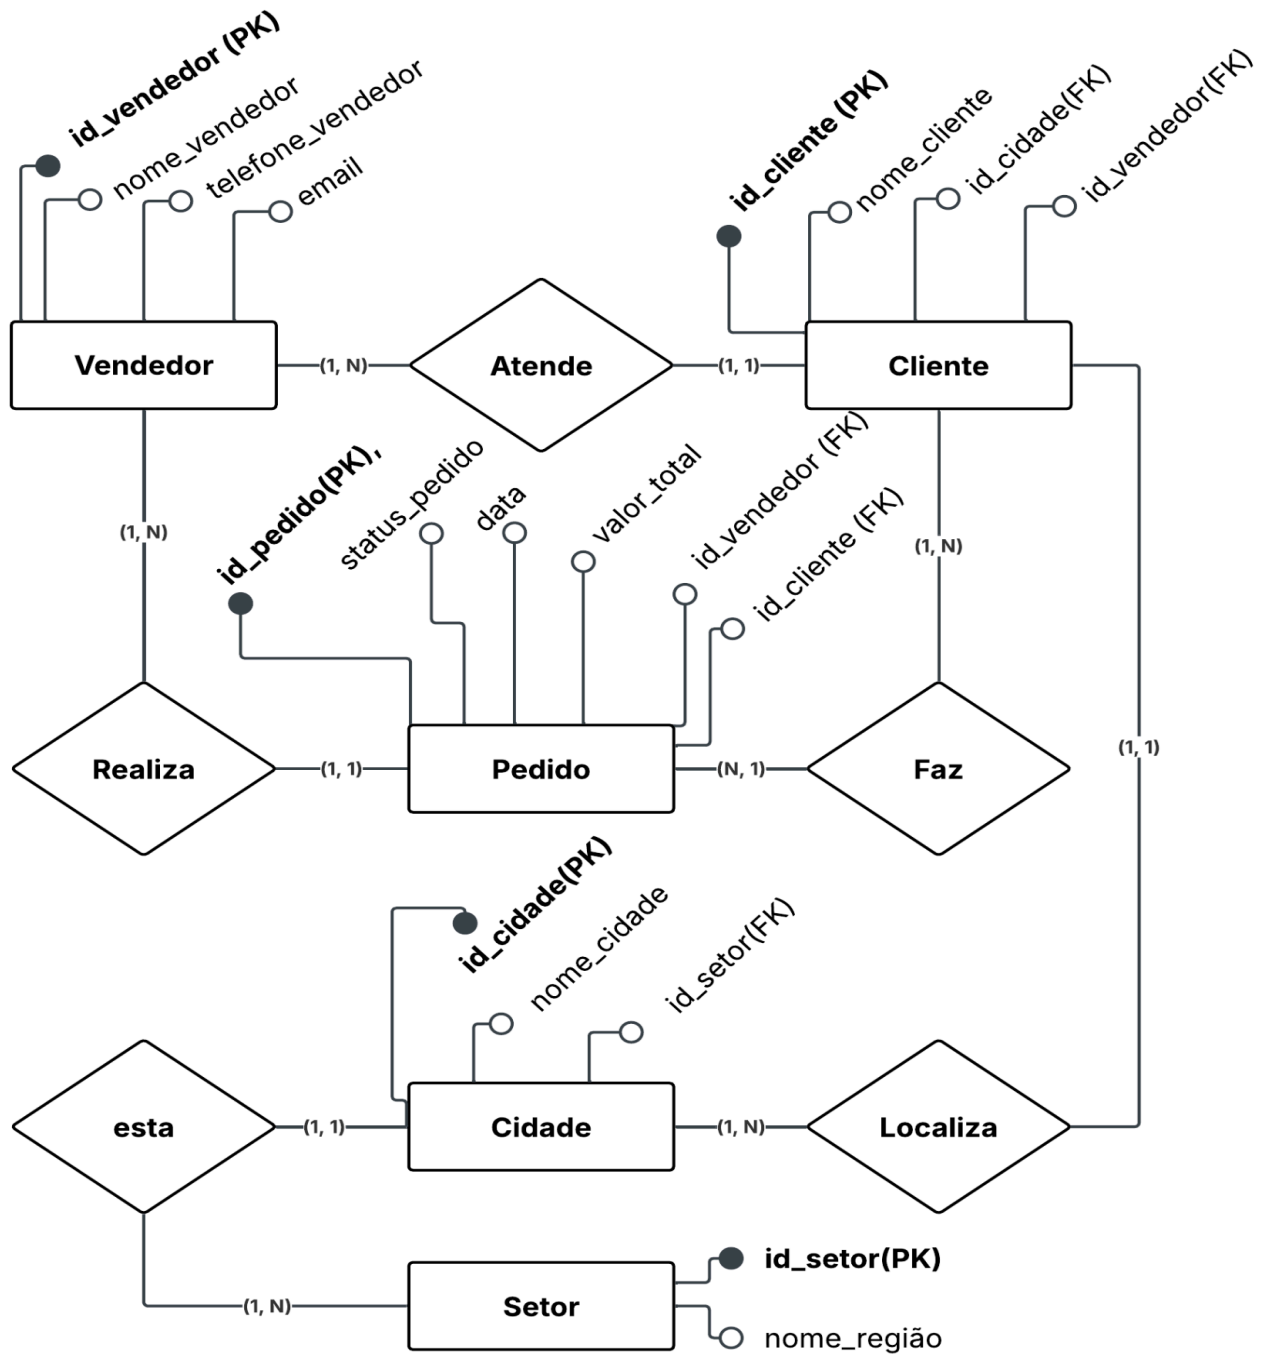 id_vendedor (PK)
nome_vendedor
telefone_vendedor
email
id_cliente (PK)
nome_cliente
id_cidade(FK)
id_vendedor(FK)
Vendedor
(1, N)
Atende
(1, 1)
Cliente
(1, N)
id_pedido(PK),
status_pedido
data
valor_total
id_vendedor (FK)
id_cliente (FK)
(1, N)
(1, 1)
Realiza
(1, 1)
Pedido
(N, 1)
Faz
id_cidade(PK)
nome_cidade
id_setor(FK)
esta
(1, 1)
Cidade
(1, N)
Localiza
(1, N)
Setor
id_setor(PK)
nome_região